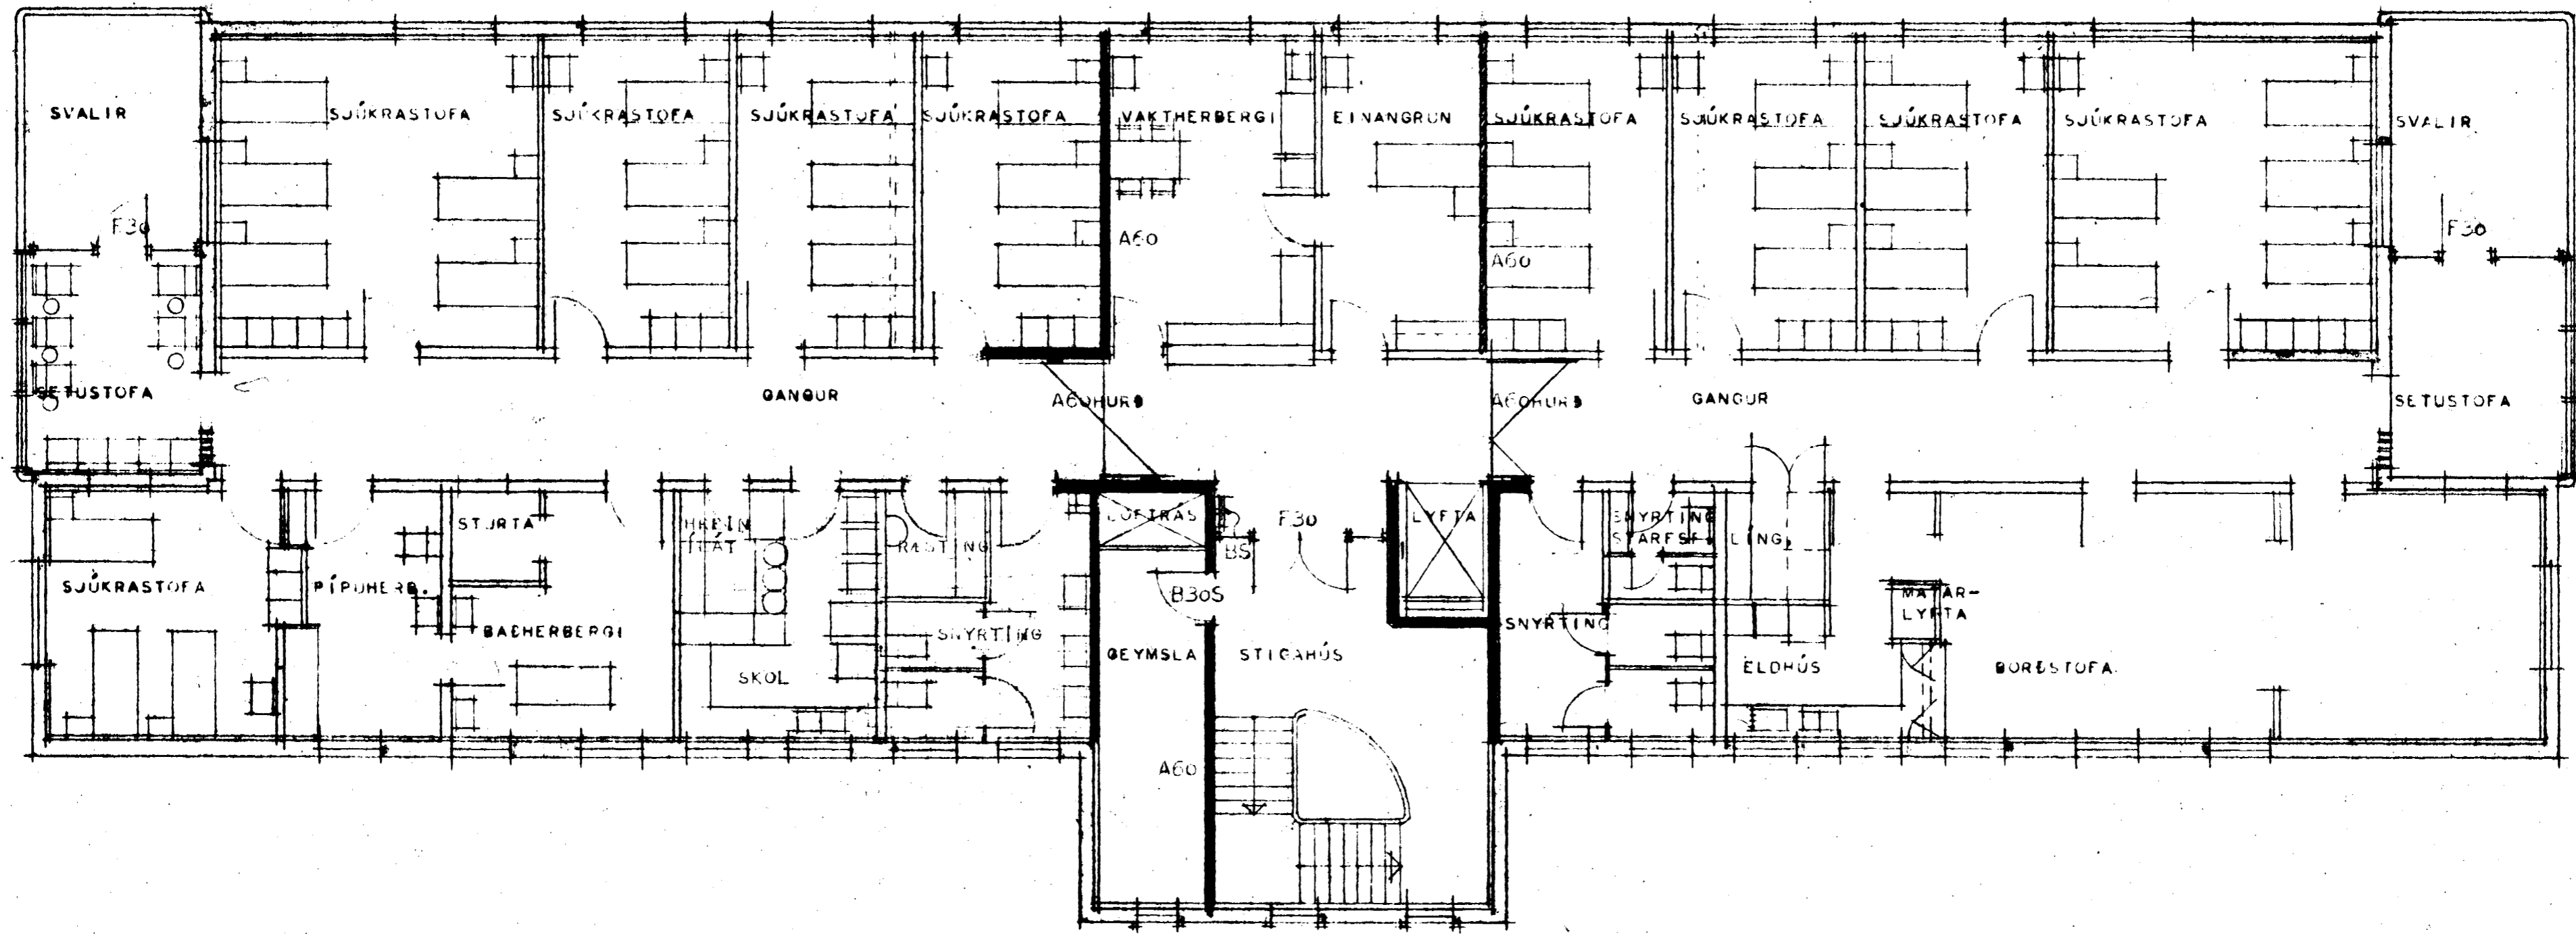 SVALIR
SJÚKRASTOFA
SJÚKRASTOFA
SJÚKRASTOFA
SJÚKRASTOFA
VAKTHERBERGI
EINANGRUN
SJÚKRASTOFA
SJÚKRASTOFA
SJÚKRASTOFA
SJÚKRASTOFA
SVALIR
F30
A60
A60
F30
SETUSTOFA
GANGUR
A60HURÐ
A60HURÐ
GANGUR
SETUSTOFA
STURTA
HREIN
ÍLÁT
RÆSTING
LOFTRÁS
BS
F30
LYFTA
SNYRTING
STARFSFÓLING
SJÚKRASTOFA
PÍPUHERB.
BAÐHERBERGI
SKOL
SNYRTING
B30S
GEYMSLA
STIGAHÚS
SNYRTING
ELDHÚS
MATAR-
LYFTA
BORÐSTOFA
A60